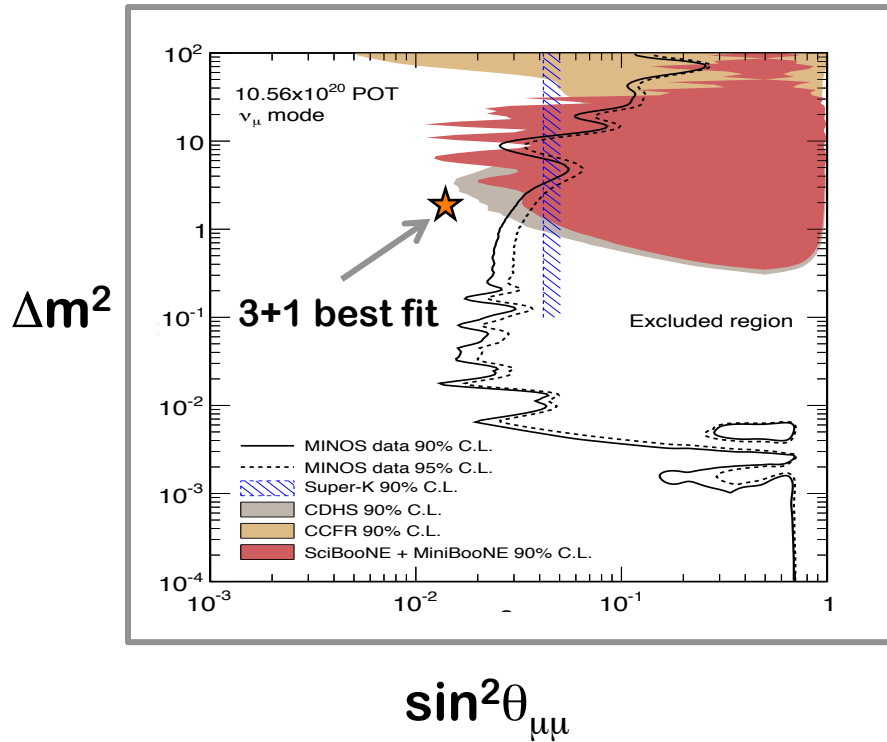 10²
10.56x10²⁰ POT
νμ mode
10
1
3+1 best fit
Δm²
10⁻¹
Excluded region
10⁻²
MINOS data 90% C.L.
MINOS data 95% C.L.
Super-K 90% C.L.
10⁻³
CDHS 90% C.L.
CCFR 90% C.L.
SciBooNE + MiniBooNE 90% C.L.
10⁻⁴
10⁻³ 10⁻² 10⁻¹ 1
sin²θμμ